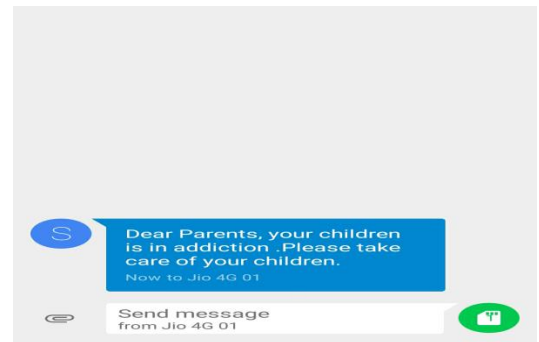 S
Dear Parents, your children
is in addiction .Please take
care of your children.
Now to Jio 4G 01
Send message
from Jio 4G 01